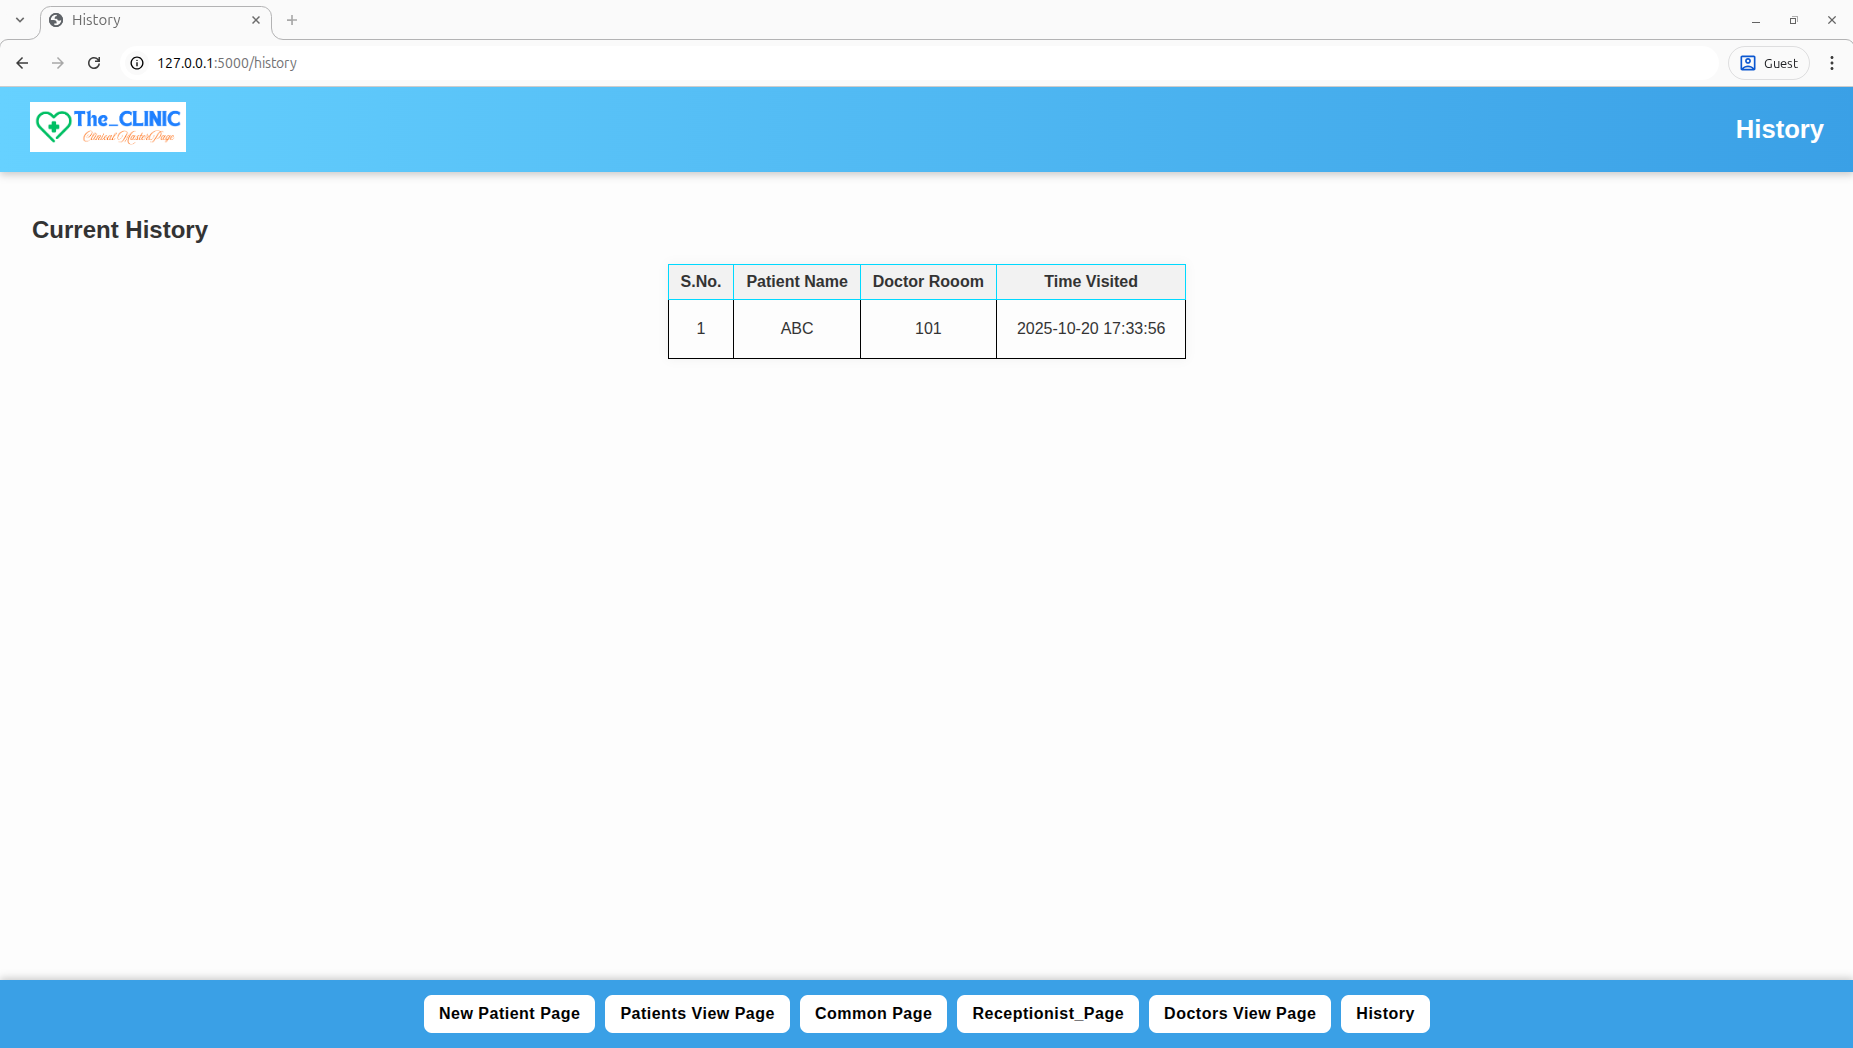 History
127.0.0.1:5000/history
Guest
The_CLINIC
Clinical MasterPage
History
Current History
S.No. Patient Name Doctor Rooom Time Visited
1 ABC 101 2025-10-20 17:33:56
New Patient Page Patients View Page Common Page Receptionist_Page Doctors View Page History